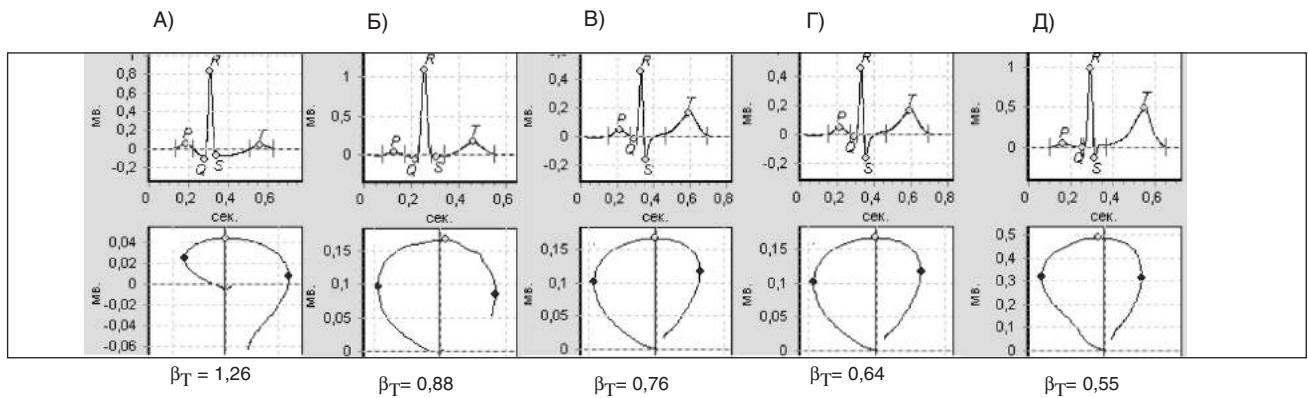 А)
Б)
В)
Г)
Д)
мв.
1
0,8
0,6
0,4
0,2
0
-0,2
P
Q
R
S
T
0 0,2 0,4 0,6
сек.
мв.
1
0,5
0
P
Q
R
S
T
0 0,2 0,4 0,6
сек.
мв.
0,4
0,2
0
-0,2
P
Q
R
S
T
0 0,2 0,4 0,6
сек.
мв.
0,4
0,2
0
-0,2
P
Q
R
S
T
0 0,2 0,4 0,6
сек.
мв.
1
0,5
0
P
Q
R
S
T
0 0,2 0,4 0,6
сек.
мв.
0,04
0,02
0
-0,02
-0,04
-0,06
мв.
0,15
0,1
0,05
0
мв.
0,15
0,1
0,05
0
мв.
0,15
0,1
0,05
0
мв.
0,5
0,4
0,3
0,2
0,1
0
βT = 1,26
βT = 0,88
βT = 0,76
βT = 0,64
βT = 0,55